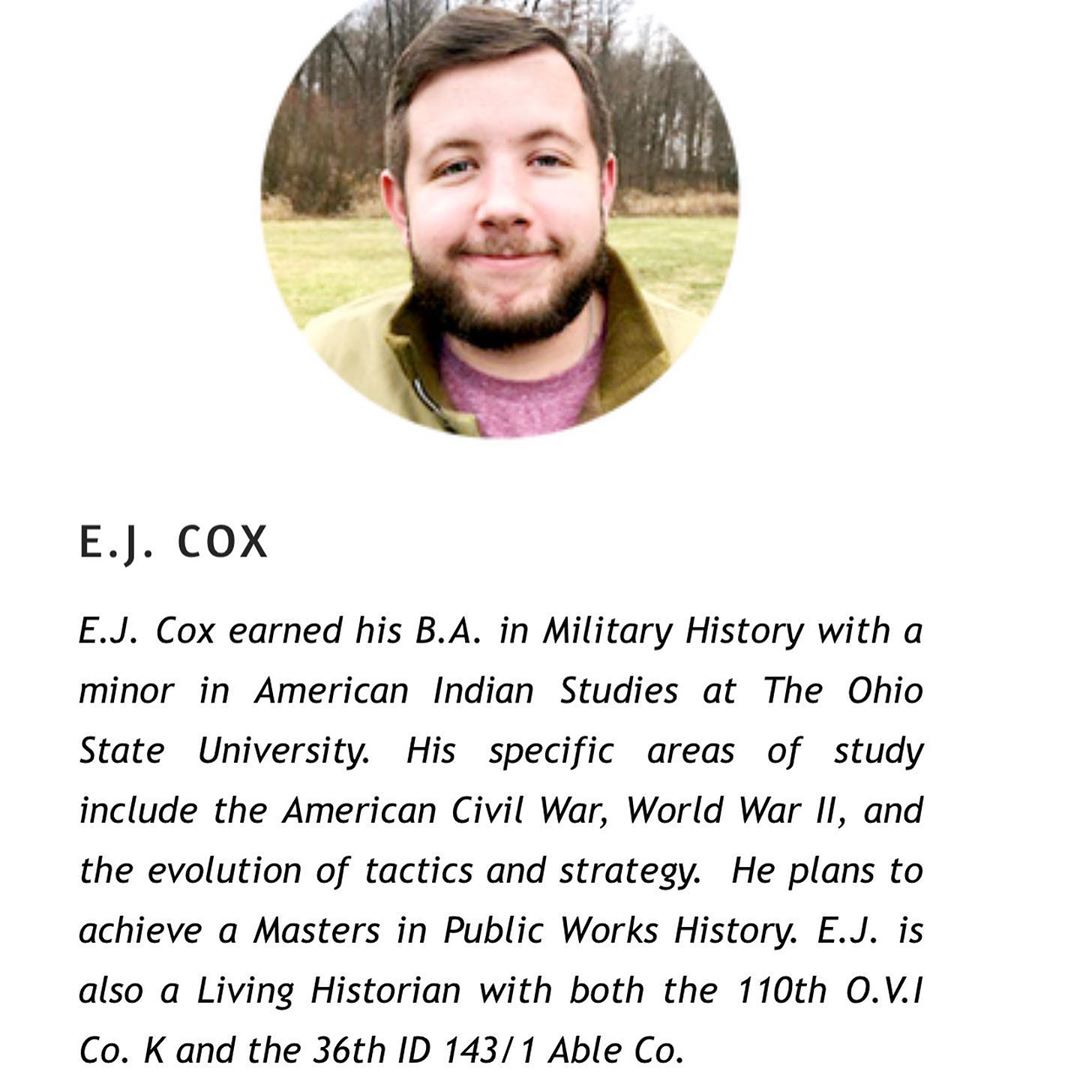 E.J. COX
E.J. Cox earned his B.A. in Military History with a
minor in American Indian Studies at The Ohio
State University. His specific areas of study
include the American Civil War, World War II, and
the evolution of tactics and strategy. He plans to
achieve a Masters in Public Works History. E.J. is
also a Living Historian with both the 110th O.V.I
Co. K and the 36th ID 143/1 Able Co.